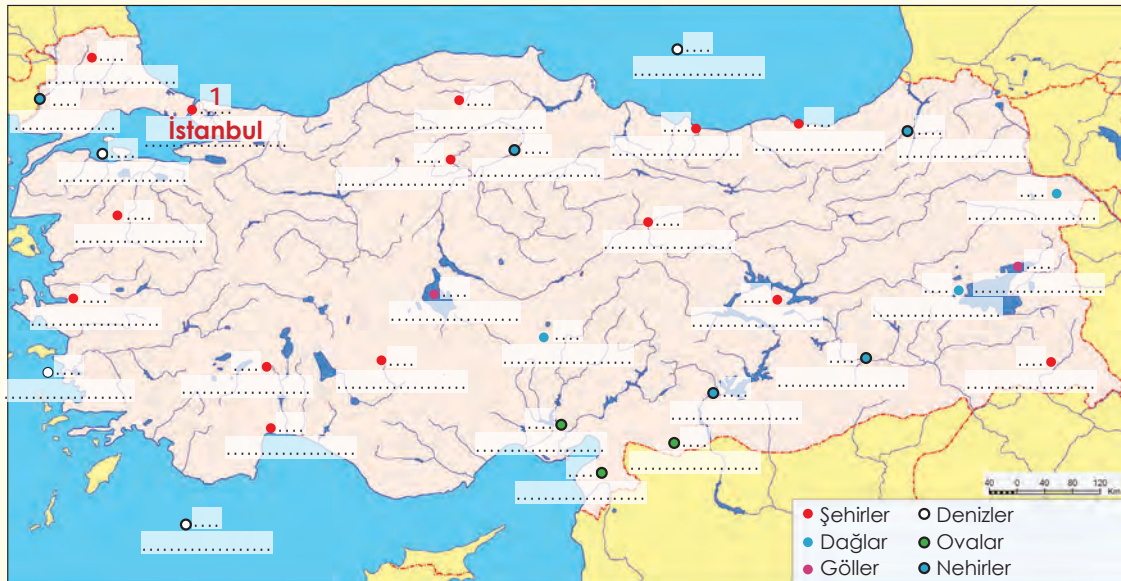 1
İstanbul
40 0 40 80 120
Km
Şehirler
Denizler
Dağlar
Ovalar
Göller
Nehirler